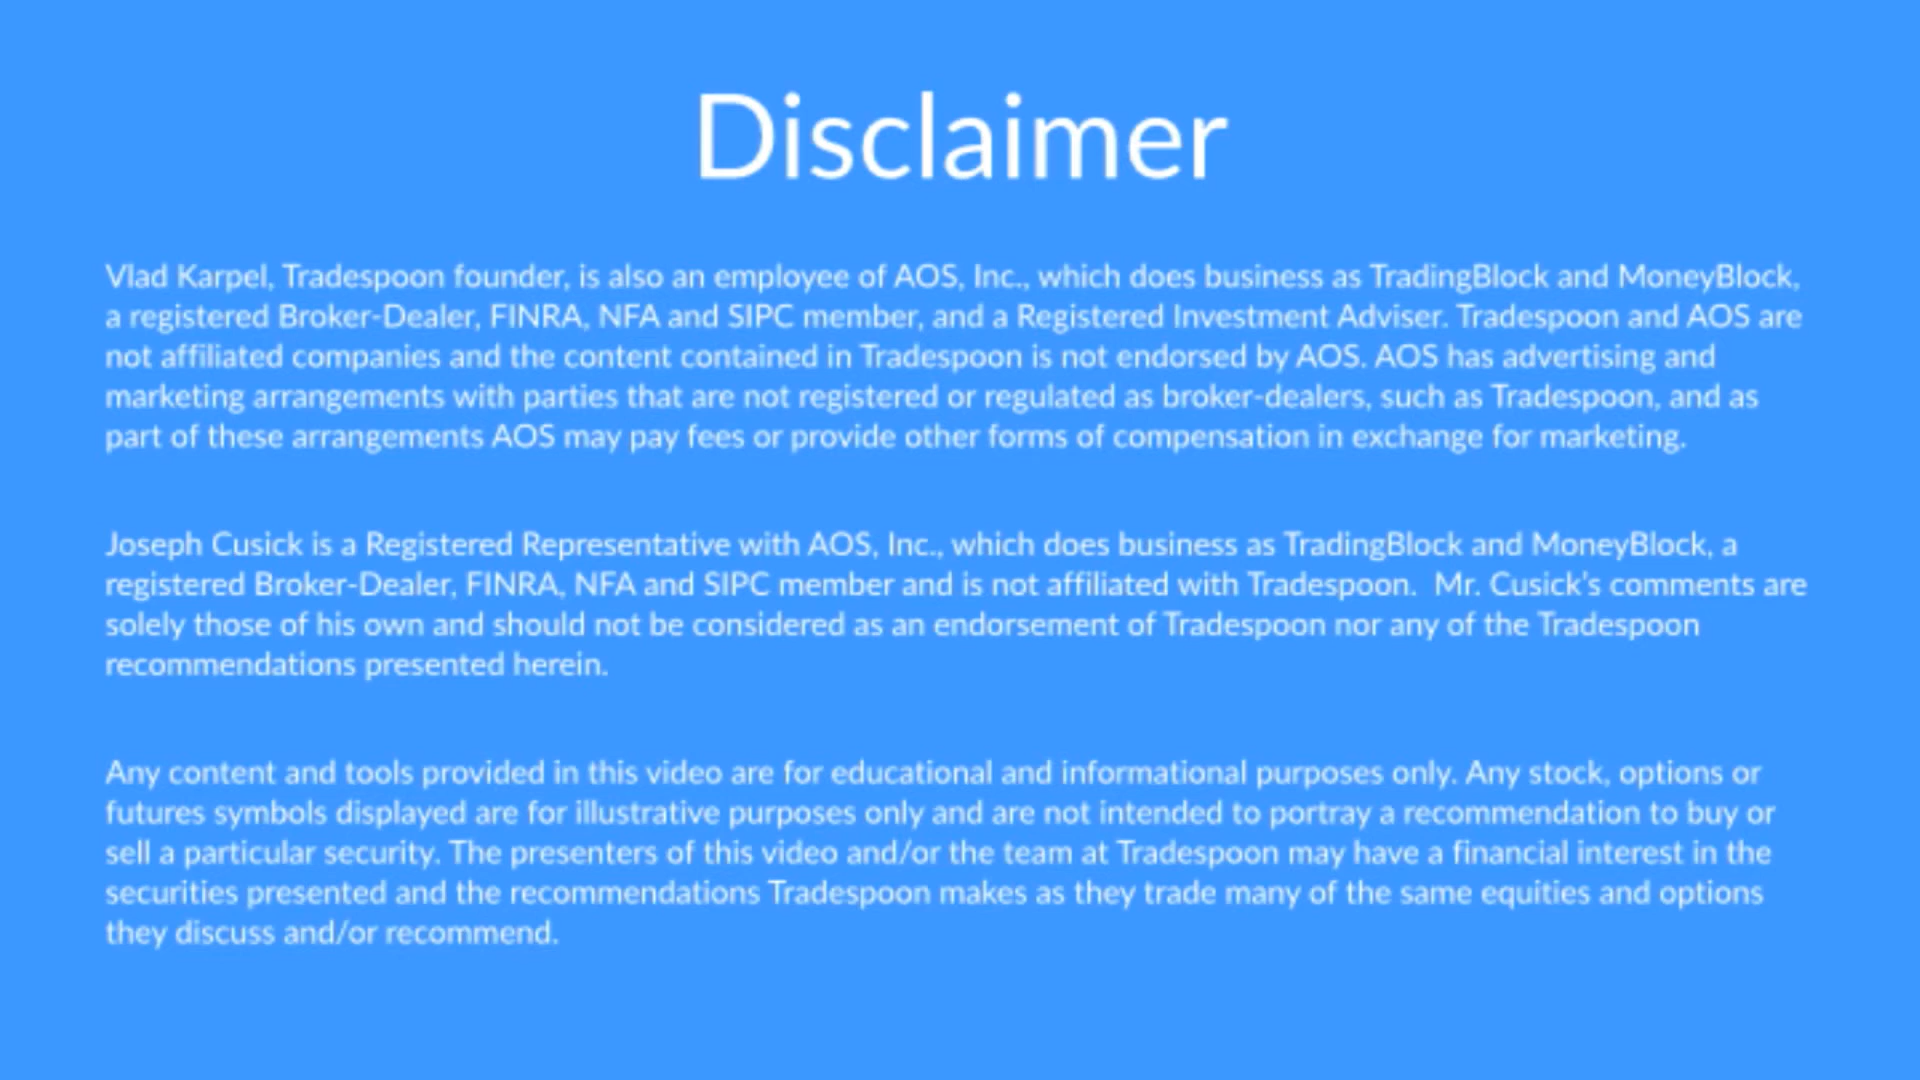 Disclaimer
Vlad Karpel, Tradespoon founder, is also an employee of AOS, Inc., which does business as TradingBlock and MoneyBlock,
a registered Broker-Dealer, FINRA, NFA and SIPC member, and a Registered Investment Adviser. Tradespoon and AOS are
not affiliated companies and the content contained in Tradespoon is not endorsed by AOS. AOS has advertising and
marketing arrangements with parties that are not registered or regulated as broker-dealers, such as Tradespoon, and as
part of these arrangements AOS may pay fees or provide other forms of compensation in exchange for marketing.
Joseph Cusick is a Registered Representative with AOS, Inc., which does business as TradingBlock and MoneyBlock, a
registered Broker-Dealer, FINRA, NFA and SIPC member and is not affiliated with Tradespoon.  Mr. Cusick's comments are
solely those of his own and should not be considered as an endorsement of Tradespoon nor any of the Tradespoon
recommendations presented herein.
Any content and tools provided in this video are for educational and informational purposes only. Any stock, options or
futures symbols displayed are for illustrative purposes only and are not intended to portray a recommendation to buy or
sell a particular security. The presenters of this video and/or the team at Tradespoon may have a financial interest in the
securities presented and the recommendations Tradespoon makes as they trade many of the same equities and options
they discuss and/or recommend.